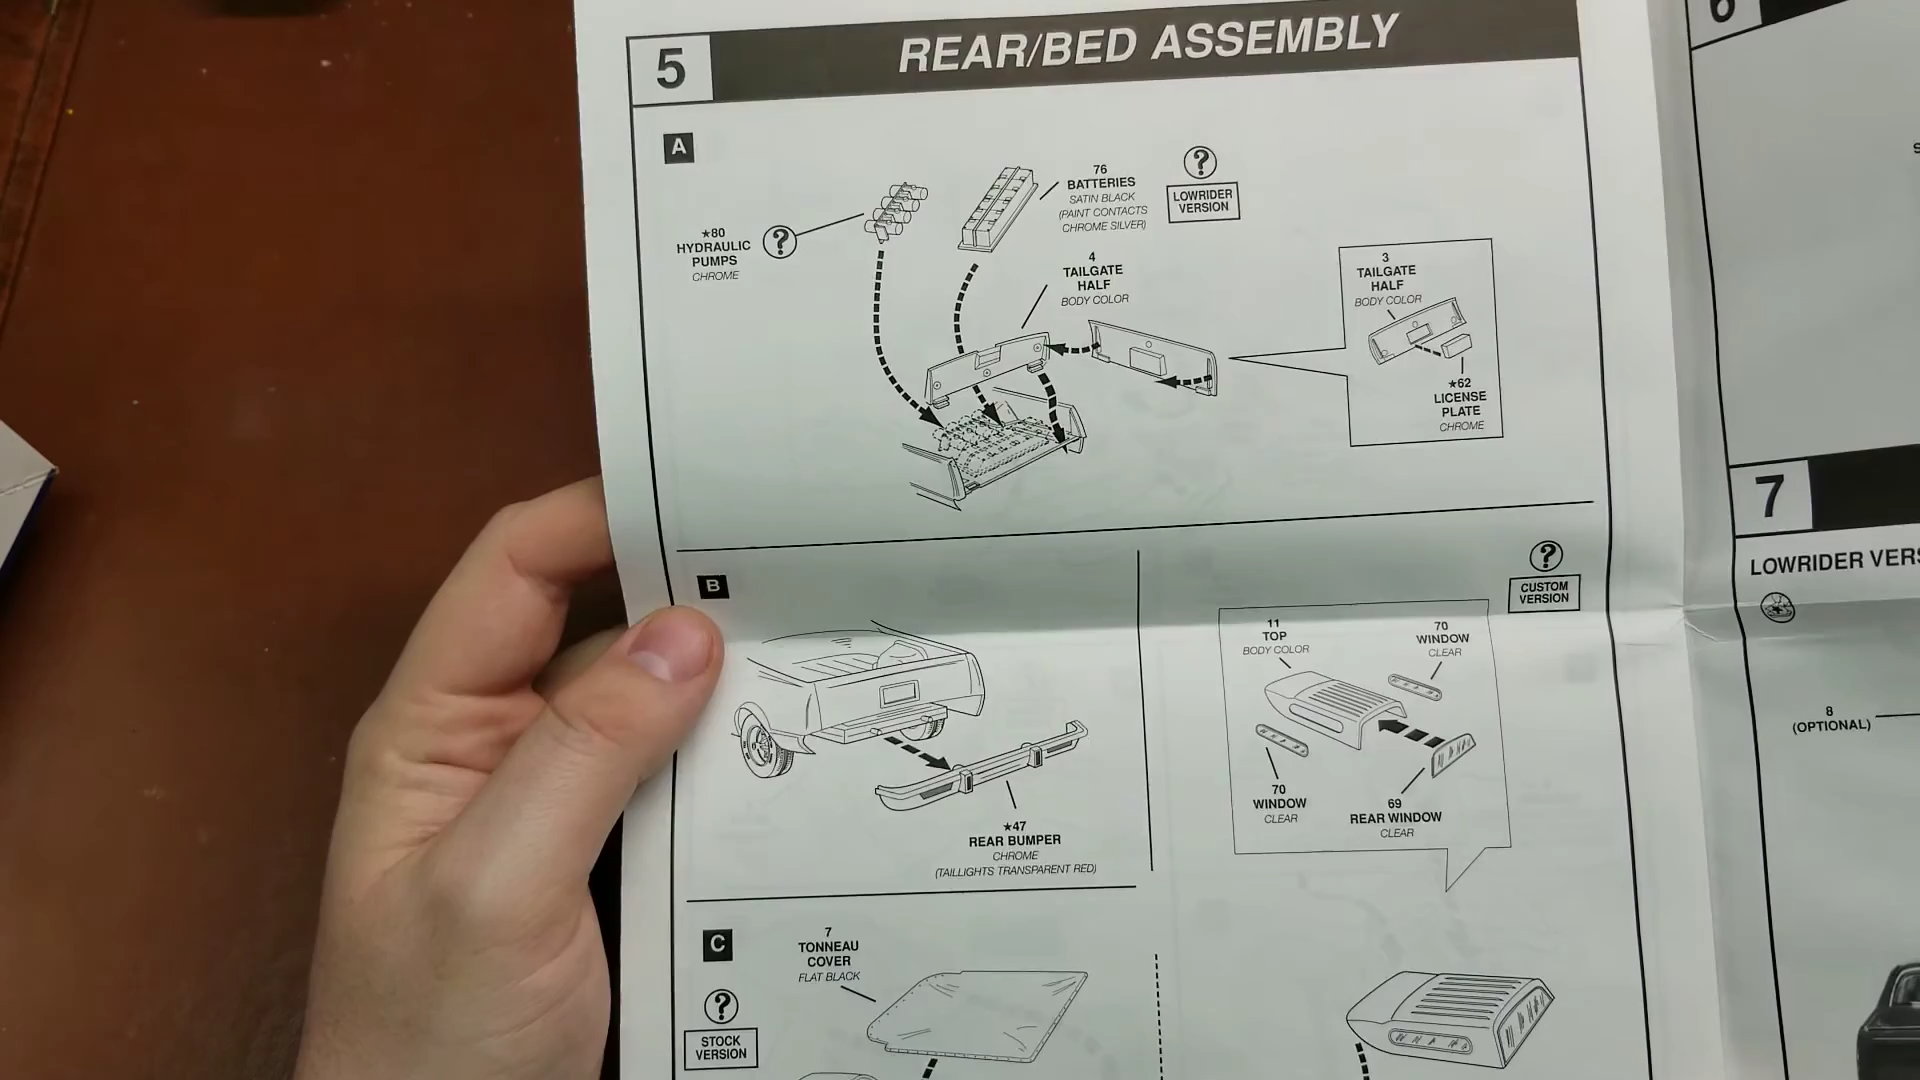 5
REAR/BED ASSEMBLY
A
★80
HYDRAULIC
PUMPS
CHROME
?
76
BATTERIES
SATIN BLACK
(PAINT CONTACTS
CHROME SILVER)
?
LOWRIDER
VERSION
4
TAILGATE
HALF
BODY COLOR
3
TAILGATE
HALF
BODY COLOR
★62
LICENSE
PLATE
CHROME
B
★47
REAR BUMPER
CHROME
(TAILLIGHTS TRANSPARENT RED)
?
CUSTOM
VERSION
11
TOP
BODY COLOR
70
WINDOW
CLEAR
70
WINDOW
CLEAR
69
REAR WINDOW
CLEAR
C
7
TONNEAU
COVER
FLAT BLACK
?
STOCK
VERSION
6
7
LOWRIDER VERS
8
(OPTIONAL)